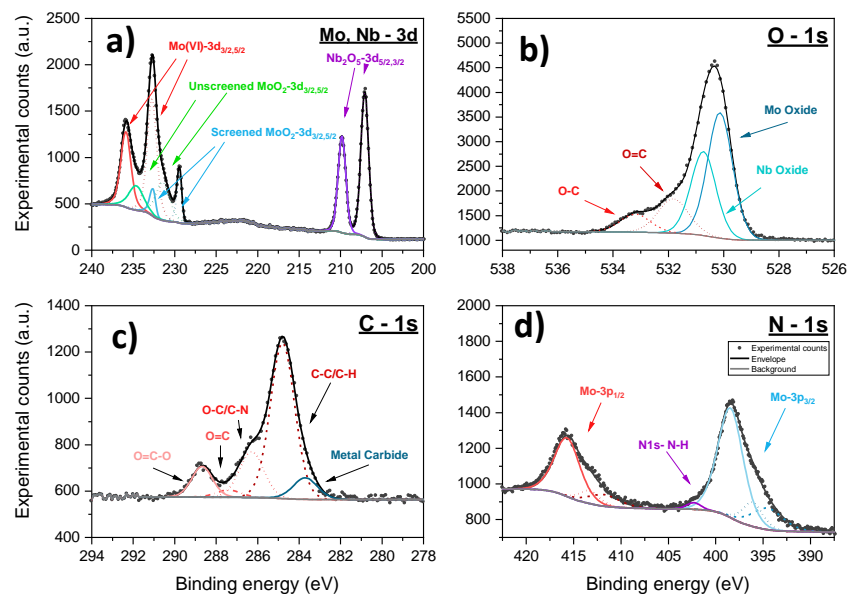 a)
Mo, Nb - 3d
Mo(VI)-3d3/2,5/2
Nb2O5-3d5/2,3/2
Unscreened MoO2-3d3/2,5/2
Screened MoO2-3d3/2,5/2
Experimental counts (a.u.)
2500
2000
1500
1000
500
0
240 235 230 225 220 215 210 205 200
b)
O - 1s
Mo Oxide
O=C
O-C
Nb Oxide
5000
4500
4000
3500
3000
2500
2000
1500
1000
538 536 534 532 530 528 526
c)
C - 1s
C-C/C-H
O-C/C-N
O=C
O=C-O
Metal Carbide
Experimental counts (a.u.)
1400
1200
1000
800
600
400
294 292 290 288 286 284 282 280 278
Binding energy (eV)
d)
N - 1s
Experimental counts
Envelope
Background
Mo-3p1/2
Mo-3p3/2
N1s- N-H
2000
1800
1600
1400
1200
1000
800
420 415 410 405 400 395 390
Binding energy (eV)